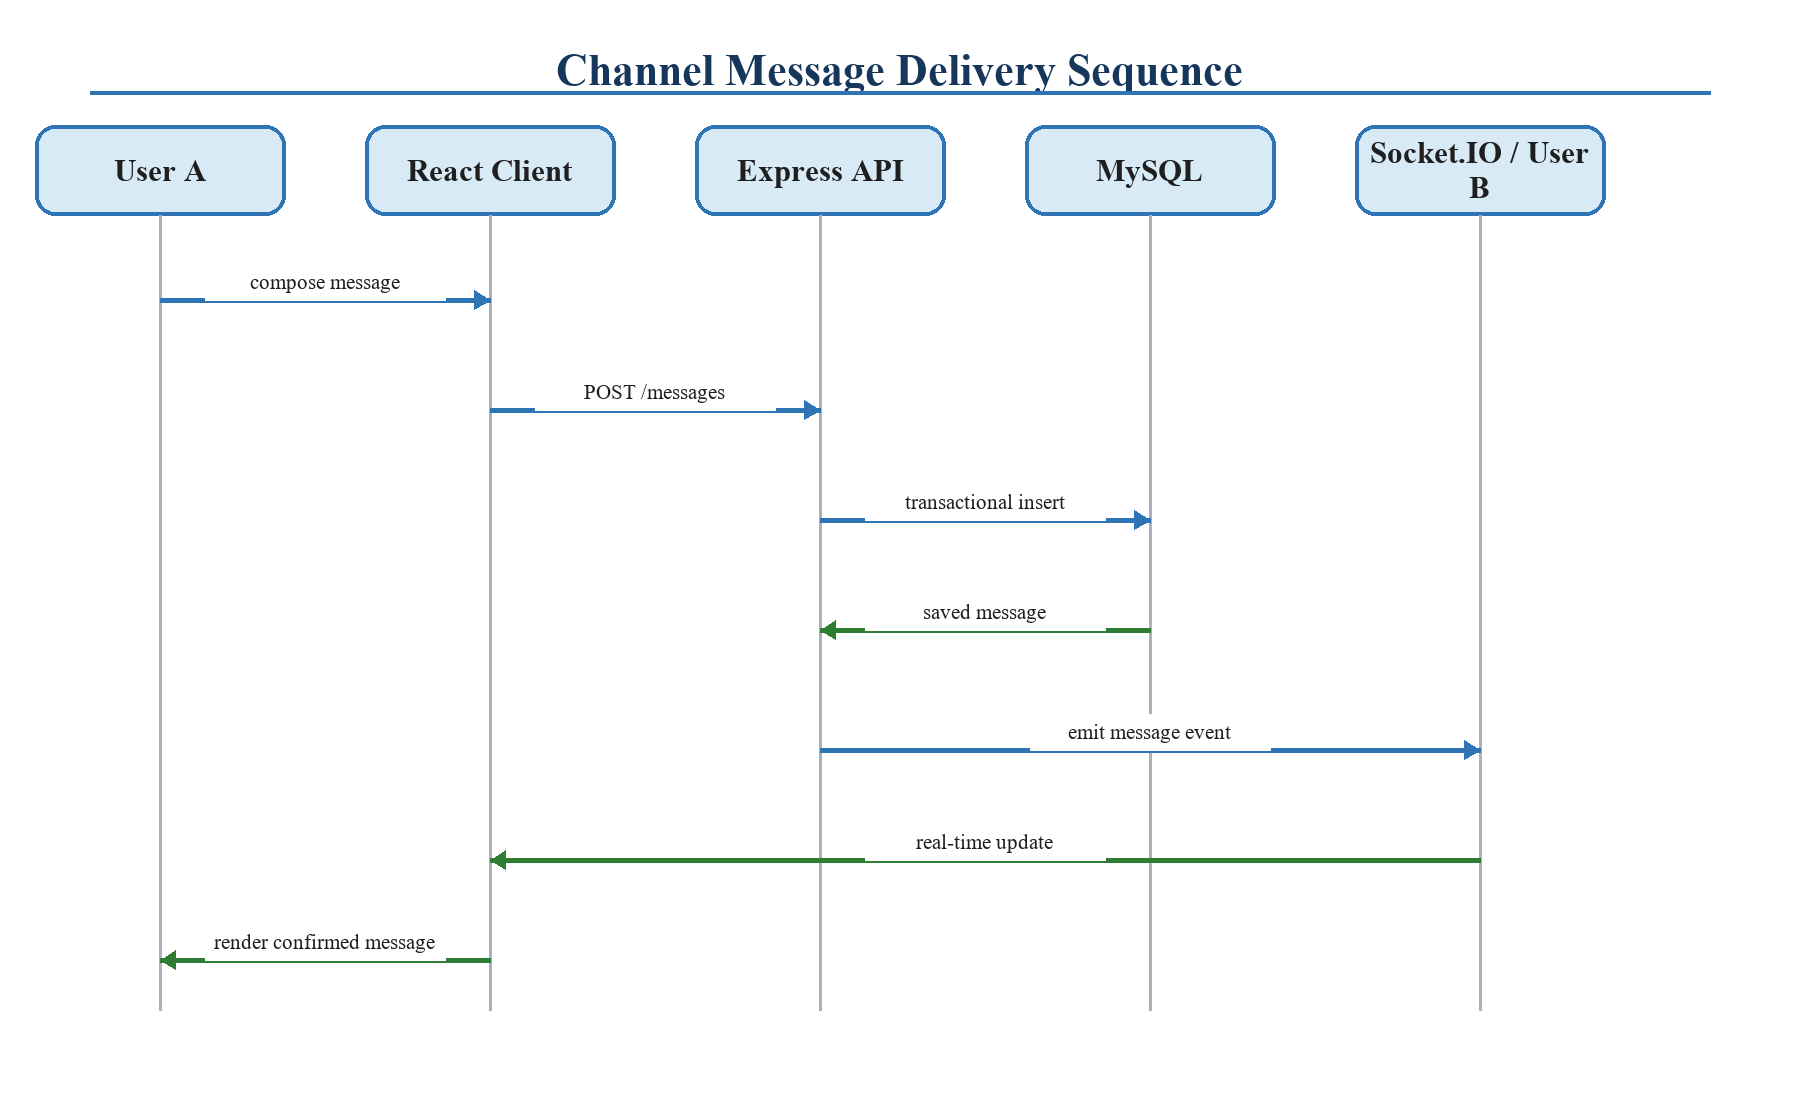 Channel Message Delivery Sequence
User A
React Client
Express API
MySQL
Socket.IO / User
B
compose message
POST /messages
transactional insert
saved message
emit message event
real-time update
render confirmed message